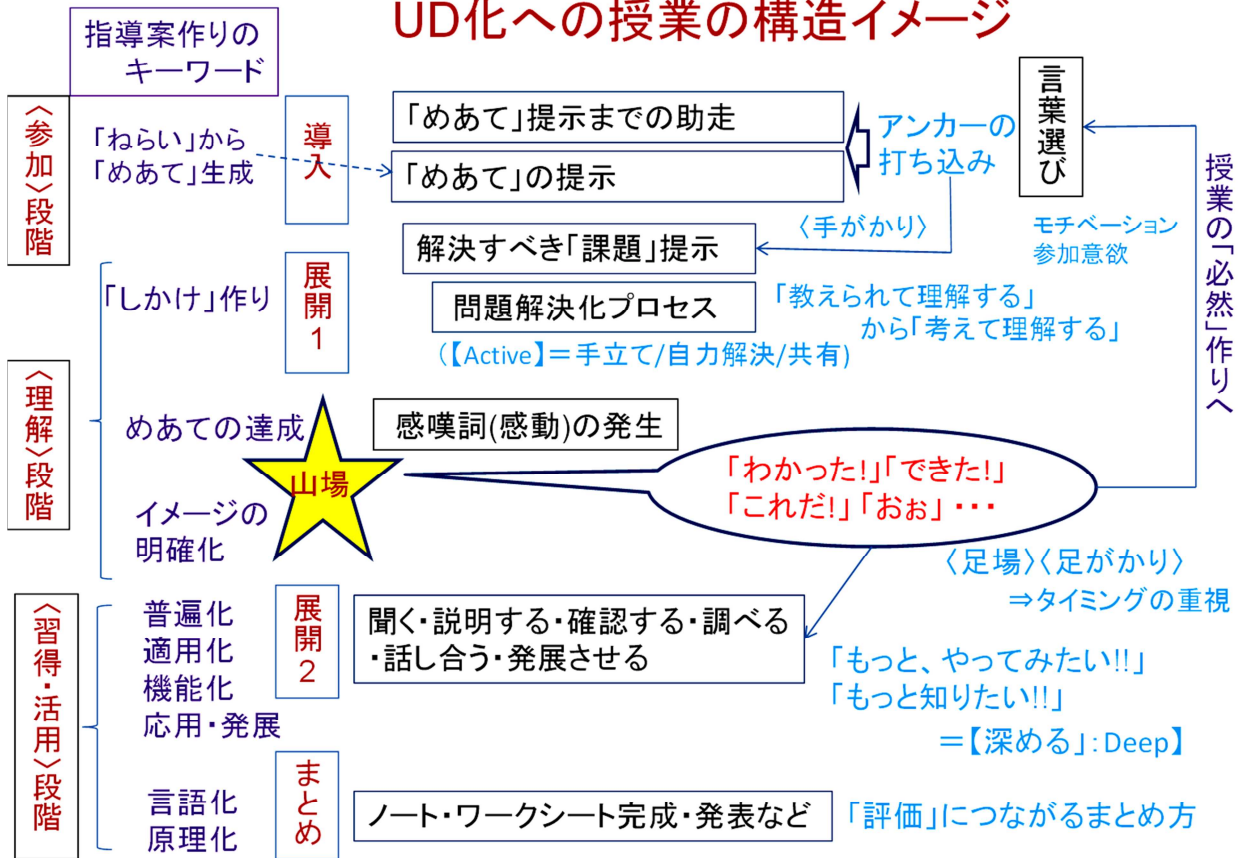 UD化への授業の構造イメージ
指導案作りの
キーワード
〈参加〉段階
「ねらい」から
「めあて」生成
導入
「めあて」提示までの助走
「めあて」の提示
アンカーの
打ち込み
言葉選び
モチベーション
参加意欲
授業の「必然」作りへ
〈手がかり〉
解決すべき「課題」提示
「しかけ」作り
展開1
問題解決化プロセス
「教えられて理解する」
から「考えて理解する」
(【Active】=手立て/自力解決/共有)
〈理解〉段階
めあての達成
山場
感嘆詞(感動)の発生
「わかった!」「できた!」
「これだ!」「おぉ」・・・
イメージの
明確化
〈足場〉〈足がかり〉
⇒タイミングの重視
〈習得・活用〉段階
普遍化
適用化
機能化
応用・発展
展開2
聞く・説明する・確認する・調べる
・話し合う・発展させる
「もっと、やってみたい!!」
「もっと知りたい!!」
=【深める」:Deep】
言語化
原理化
まとめ
ノート・ワークシート完成・発表など
「評価」につながるまとめ方